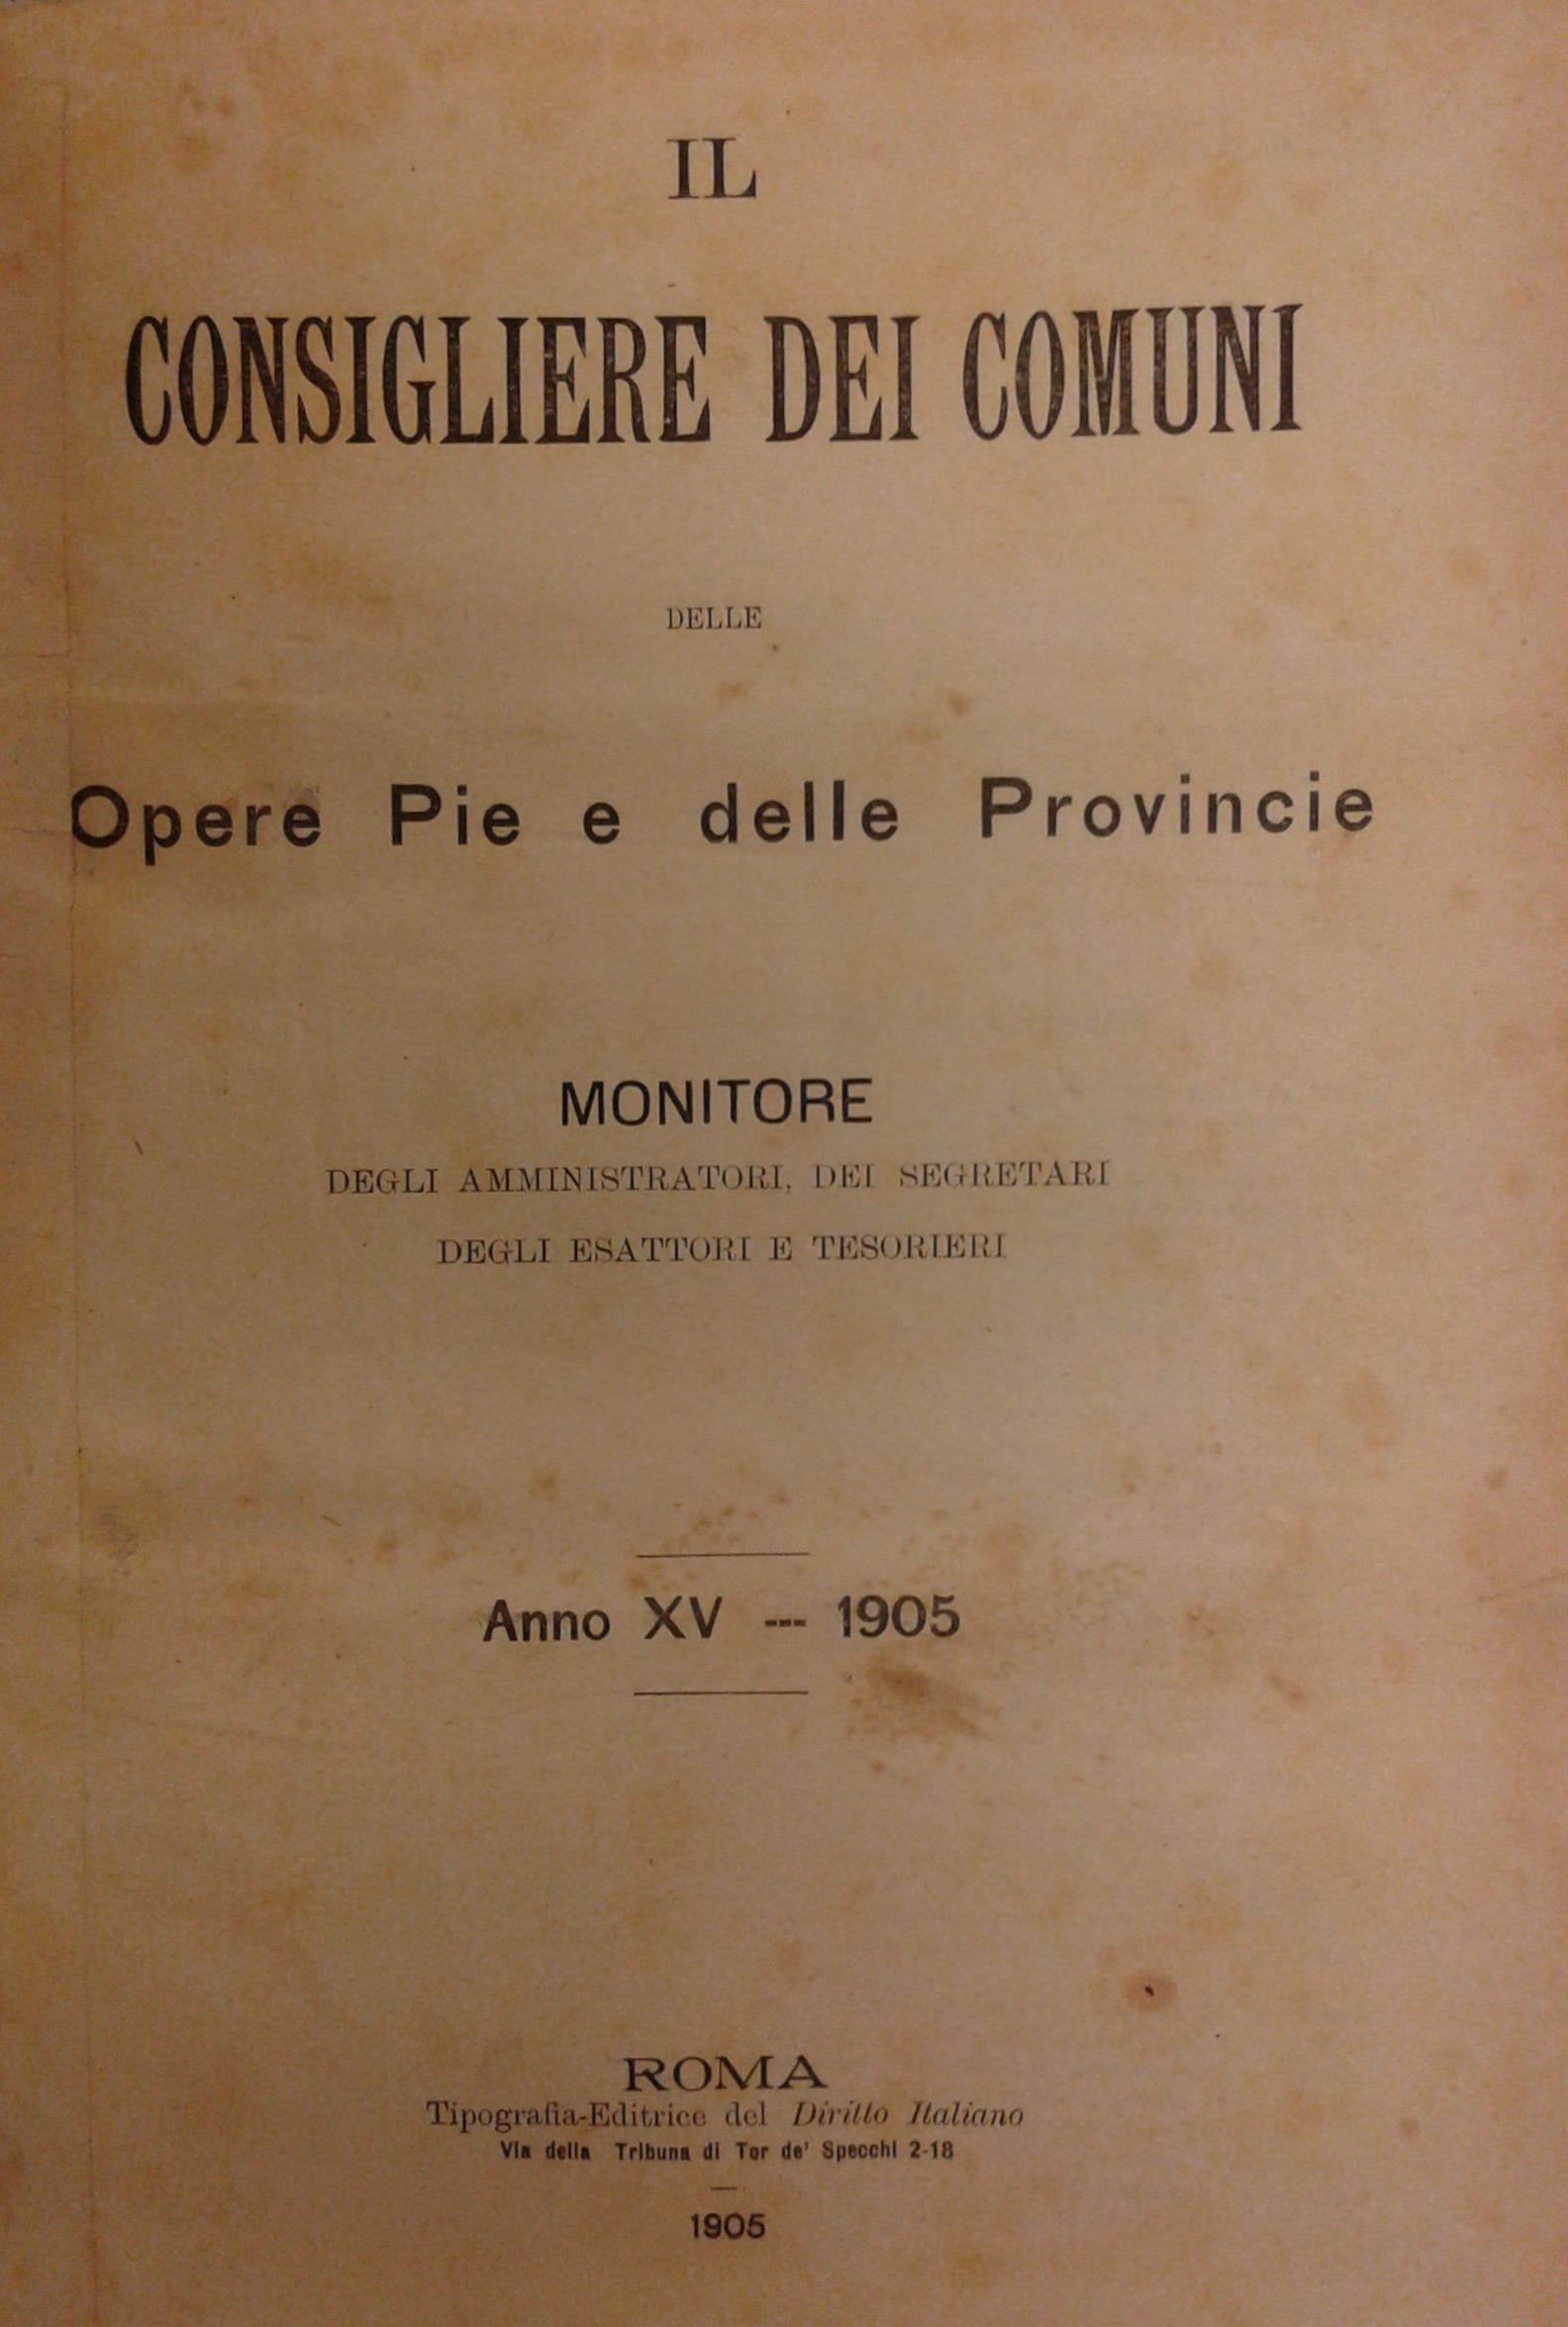 IL
CONSIGLIERE DEI COMUNI
DELLE
Opere Pie e delle Provincie
MONITORE
DEGLI AMMINISTRATORI, DEI SEGRETARI
DEGLI ESATTORI E TESORIERI
Anno XV --- 1905
ROMA
Tipografia-Editrice del Diritto Italiano
Via della Tribuna di Tor de' Specchi 2-18
1905